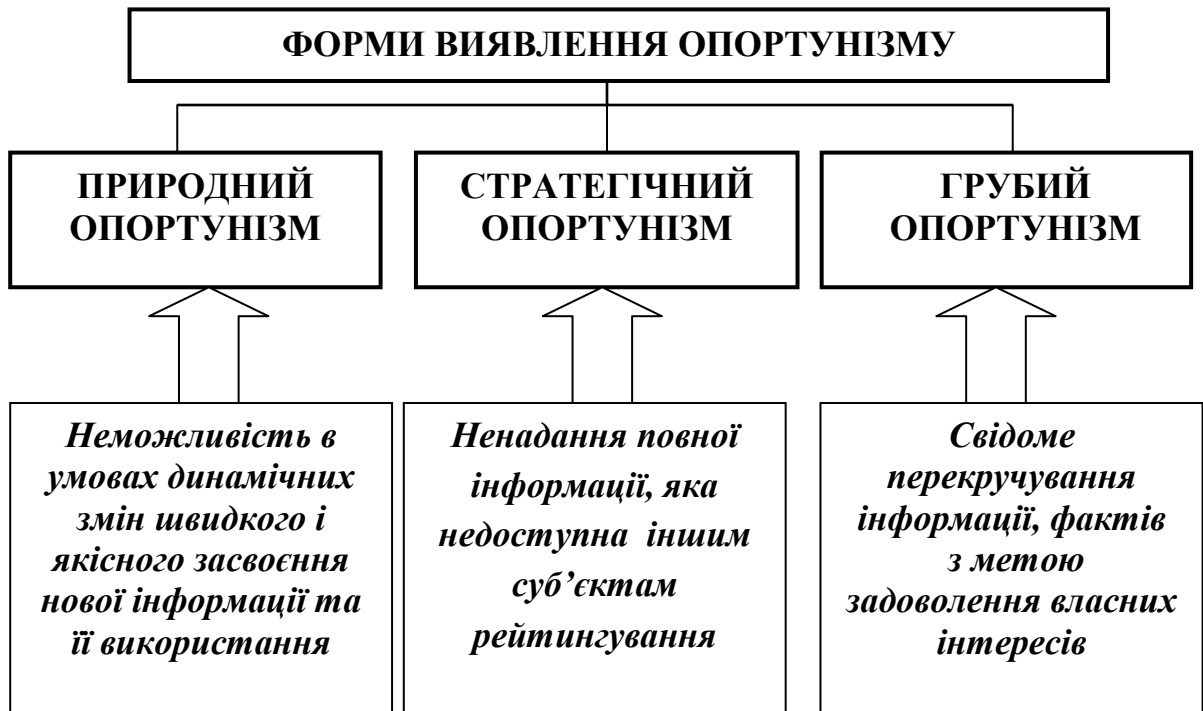 ФОРМИ ВИЯВЛЕННЯ ОПОРТУНІЗМУ
ПРИРОДНИЙ
ОПОРТУНІЗМ
СТРАТЕГІЧНИЙ
ОПОРТУНІЗМ
ГРУБИЙ
ОПОРТУНІЗМ
Неможливість в
умовах динамічних
змін швидкого і
якісного засвоєння
нової інформації та
її використання
Ненадання повної
інформації, яка
недоступна іншим
суб’єктам
рейтингування
Свідоме
перекручування
інформації, фактів
з метою
задоволення власних
інтересів